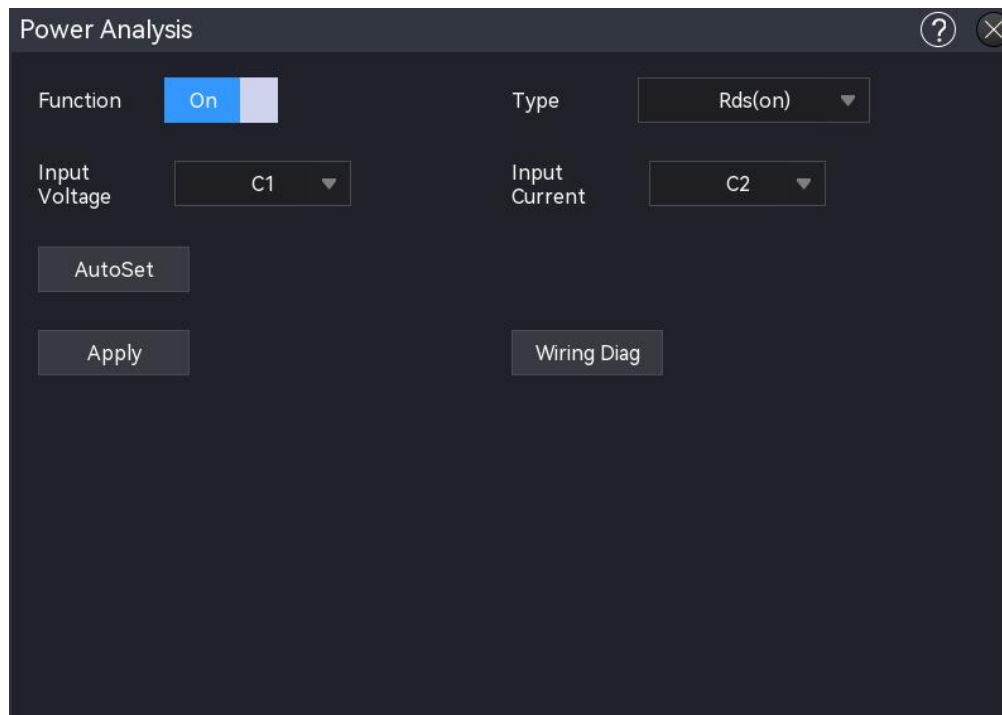 Power Analysis ?
Function On Type Rds(on)
Input Voltage C1 Input Current C2
AutoSet
Apply Wiring Diag